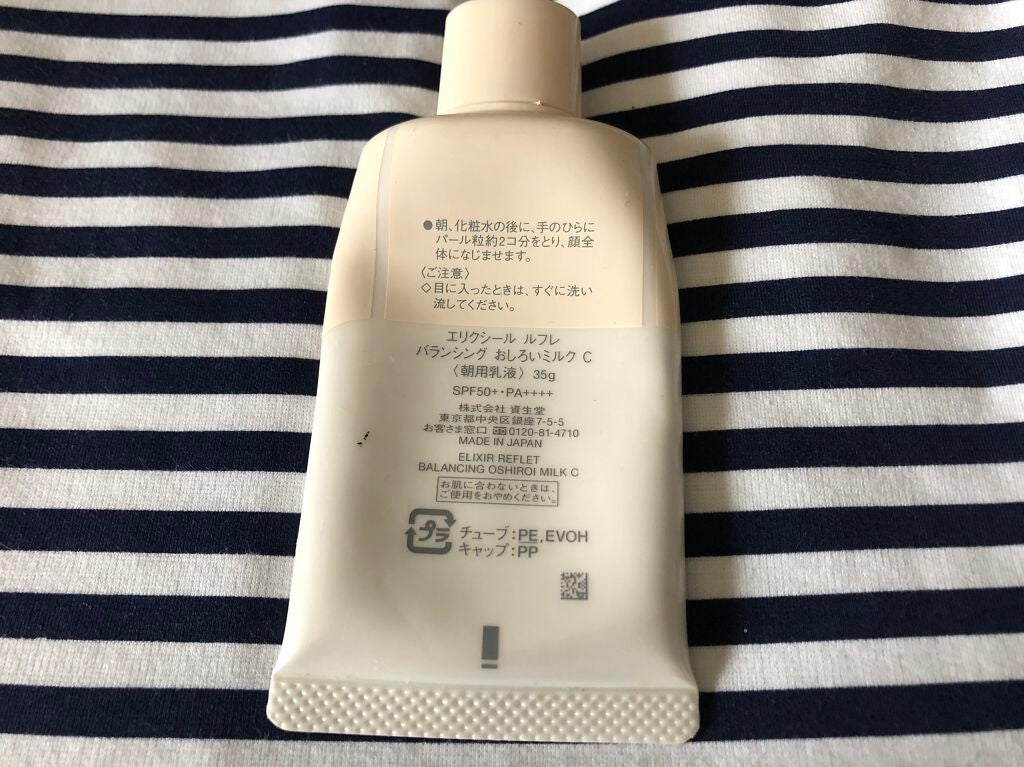 ●朝、化粧水の後に、手のひらに
パール粒約2コ分をとり、顔全
体になじませます。
〈ご注意〉
◇目に入ったときは、すぐに洗い
流してください。
エリクシール ルフレ
バランシング おしろいミルク C
〈朝用乳液〉 35g
SPF50+・PA++++
株式会社 資生堂
東京都中央区銀座7-5-5
お客さま窓口 0120-81-4710
MADE IN JAPAN
ELIXIR REFLET
BALANCING OSHIROI MILK C
お肌に合わないときは、
ご使用をおやめください。
プラ チューブ:PE,EVOH
キャップ:PP